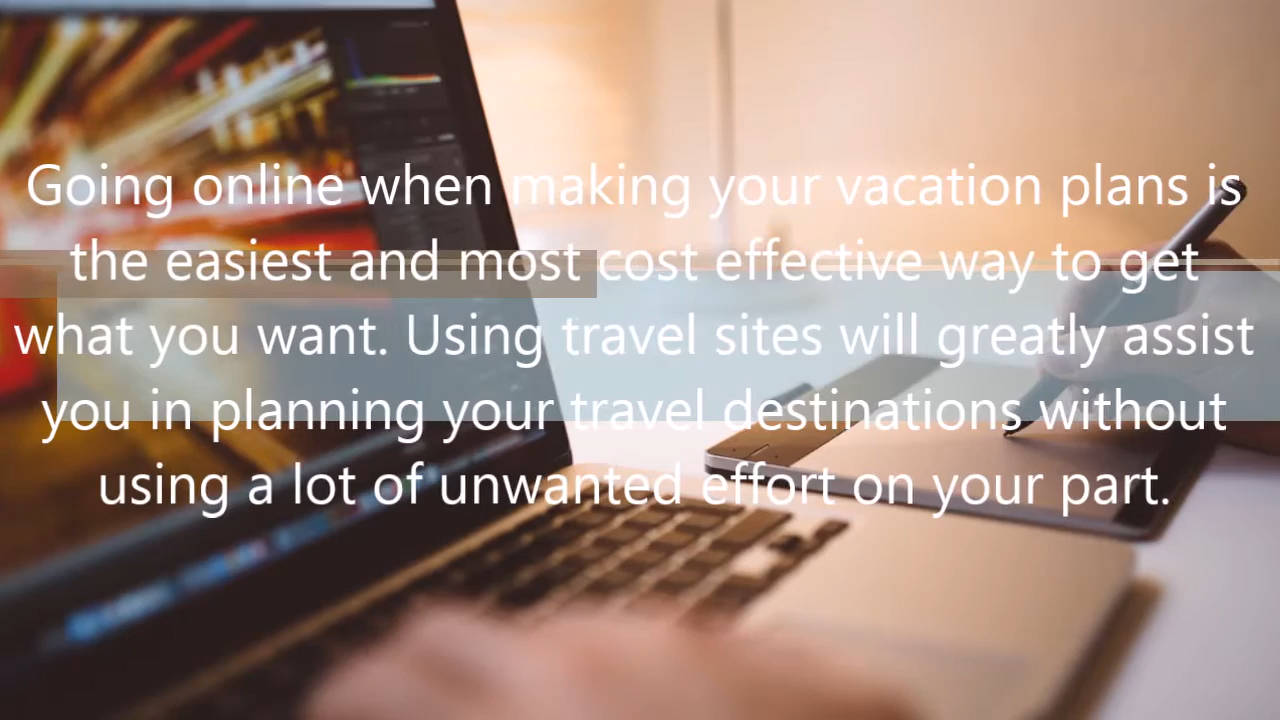 Going online when making your vacation plans is
the easiest and most cost effective way to get
what you want. Using travel sites will greatly assist
you in planning your travel destinations without
using a lot of unwanted effort on your part.